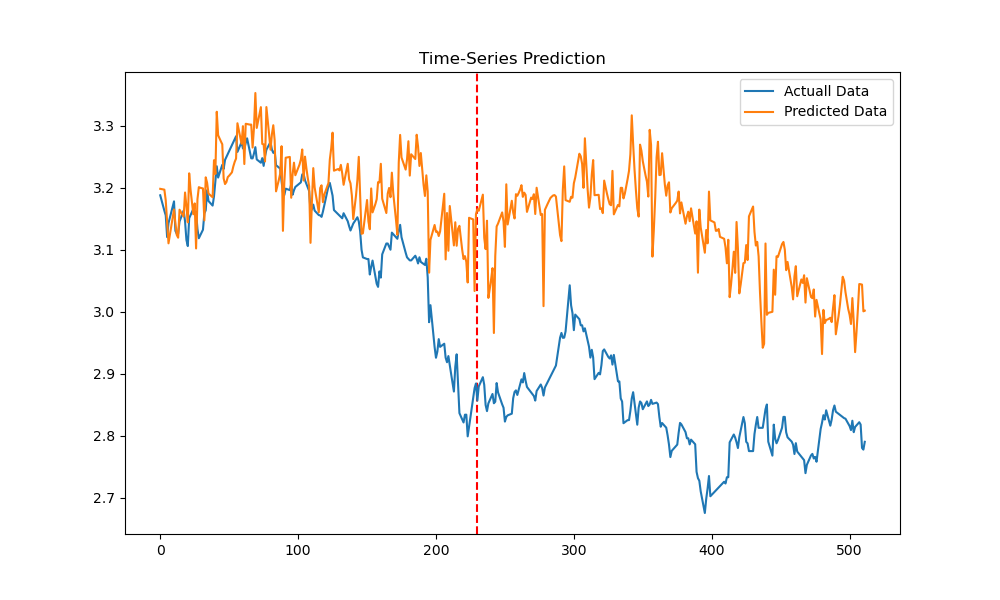 Time-Series Prediction
Actuall Data
Predicted Data
3.3
3.2
3.1
3.0
2.9
2.8
2.7
0 100 200 300 400 500